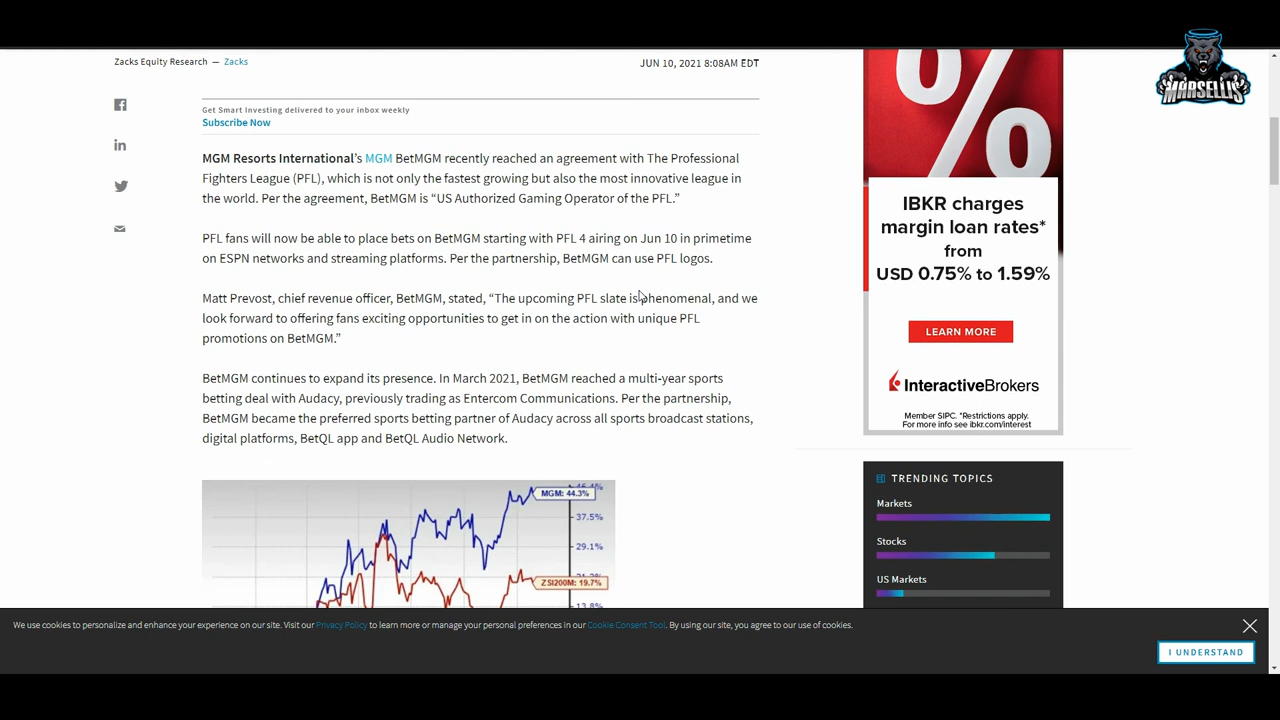 MARSELLIS
Zacks Equity Research — Zacks
JUN 10, 2021 8:08AM EDT
Get Smart Investing delivered to your inbox weekly
Subscribe Now
MGM Resorts International's MGM BetMGM recently reached an agreement with The Professional
Fighters League (PFL), which is not only the fastest growing but also the most innovative league in
the world. Per the agreement, BetMGM is “US Authorized Gaming Operator of the PFL.”
PFL fans will now be able to place bets on BetMGM starting with PFL 4 airing on Jun 10 in primetime
on ESPN networks and streaming platforms. Per the partnership, BetMGM can use PFL logos.
Matt Prevost, chief revenue officer, BetMGM, stated, “The upcoming PFL slate is phenomenal, and we
look forward to offering fans exciting opportunities to get in on the action with unique PFL
promotions on BetMGM.”
BetMGM continues to expand its presence. In March 2021, BetMGM reached a multi-year sports
betting deal with Audacy, previously trading as Entercom Communications. Per the partnership,
BetMGM became the preferred sports betting partner of Audacy across all sports broadcast stations,
digital platforms, BetQL app and BetQL Audio Network.
MGM: 44.3%
37.5%
29.1%
ZSI200M: 19.7%
13.8%
%
IBKR charges
margin loan rates*
from
USD 0.75% to 1.59%
LEARN MORE
InteractiveBrokers
Member SIPC. *Restrictions apply.
For more info see ibkr.com/interest
TRENDING TOPICS
Markets
Stocks
US Markets
We use cookies to personalize and enhance your experience on our site. Visit our Privacy Policy to learn more or manage your personal preferences in our Cookie Consent Tool. By using our site, you agree to our use of cookies.
I UNDERSTAND